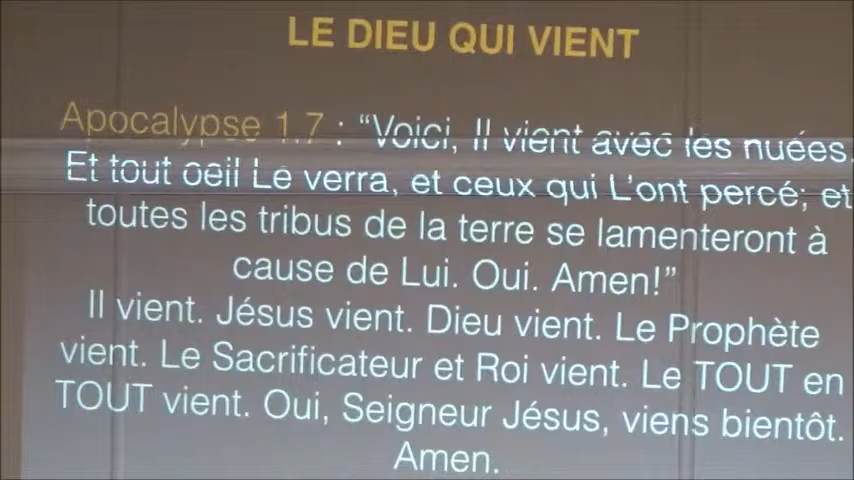 LE DIEU QUI VIENT
Apocalypse 1.7 : “Voici, Il vient avec les nuées.
Et tout oeil Le verra, et ceux qui L’ont percé; et
toutes les tribus de la terre se lamenteront à
cause de Lui. Oui. Amen!”
Il vient. Jésus vient. Dieu vient. Le Prophète
vient. Le Sacrificateur et Roi vient. Le TOUT en
TOUT vient. Oui, Seigneur Jésus, viens bientôt.
Amen.